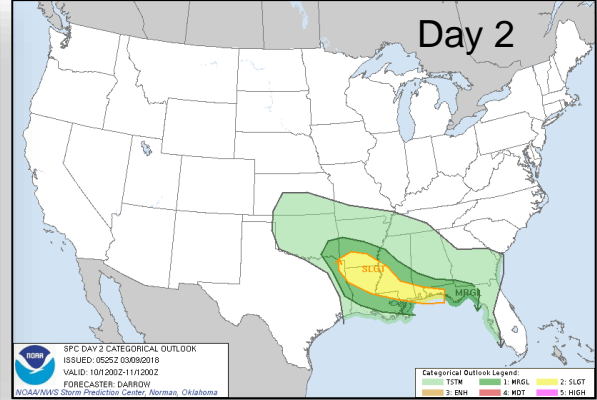 Day 2
SLGT
MRGL
SPC DAY 2 CATEGORICAL OUTLOOK
ISSUED: 0525Z 03/09/2018
VALID: 10/1200Z-11/1200Z
FORECASTER: DARROW
NOAA/NWS Storm Prediction Center, Norman, Oklahoma
NOAA
Categorical Outlook Legend:
TSTM 1: MRGL 2: SLGT
3: ENH 4: MDT 5: HIGH